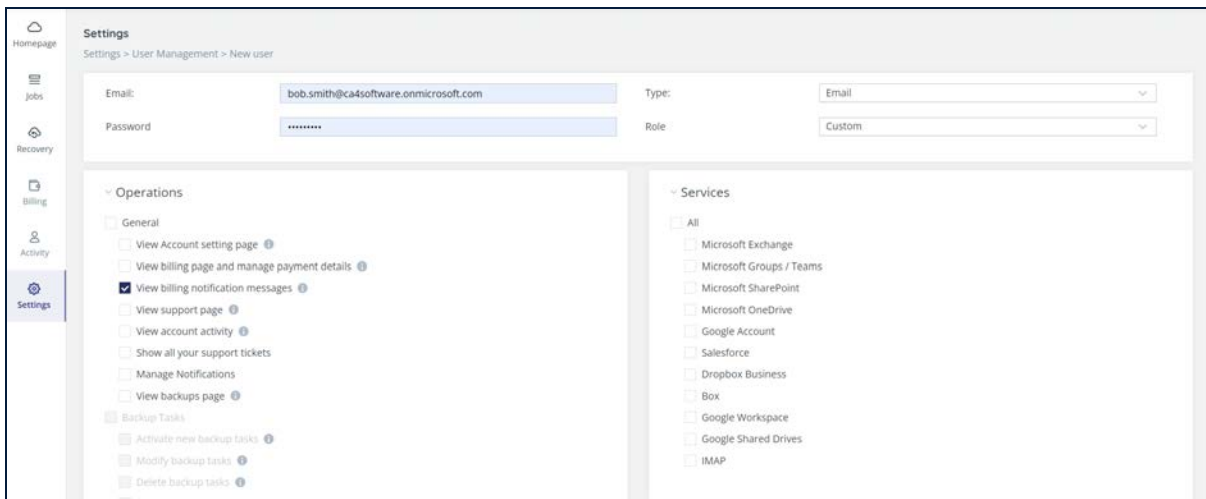 Homepage
Jobs
Recovery
Billing
Activity
Settings
Settings
Settings > User Management > New user
Email: bob.smith@ca4software.onmicrosoft.com Type: Email
Password ••••••••• Role Custom
Operations
General
View Account setting page
View billing page and manage payment details
View billing notification messages
View support page
View account activity
Show all your support tickets
Manage Notifications
View backups page
Backup Tasks
Activate new backup tasks
Modify backup tasks
Delete backup tasks
Services
All
Microsoft Exchange
Microsoft Groups / Teams
Microsoft SharePoint
Microsoft OneDrive
Google Account
Salesforce
Dropbox Business
Box
Google Workspace
Google Shared Drives
IMAP